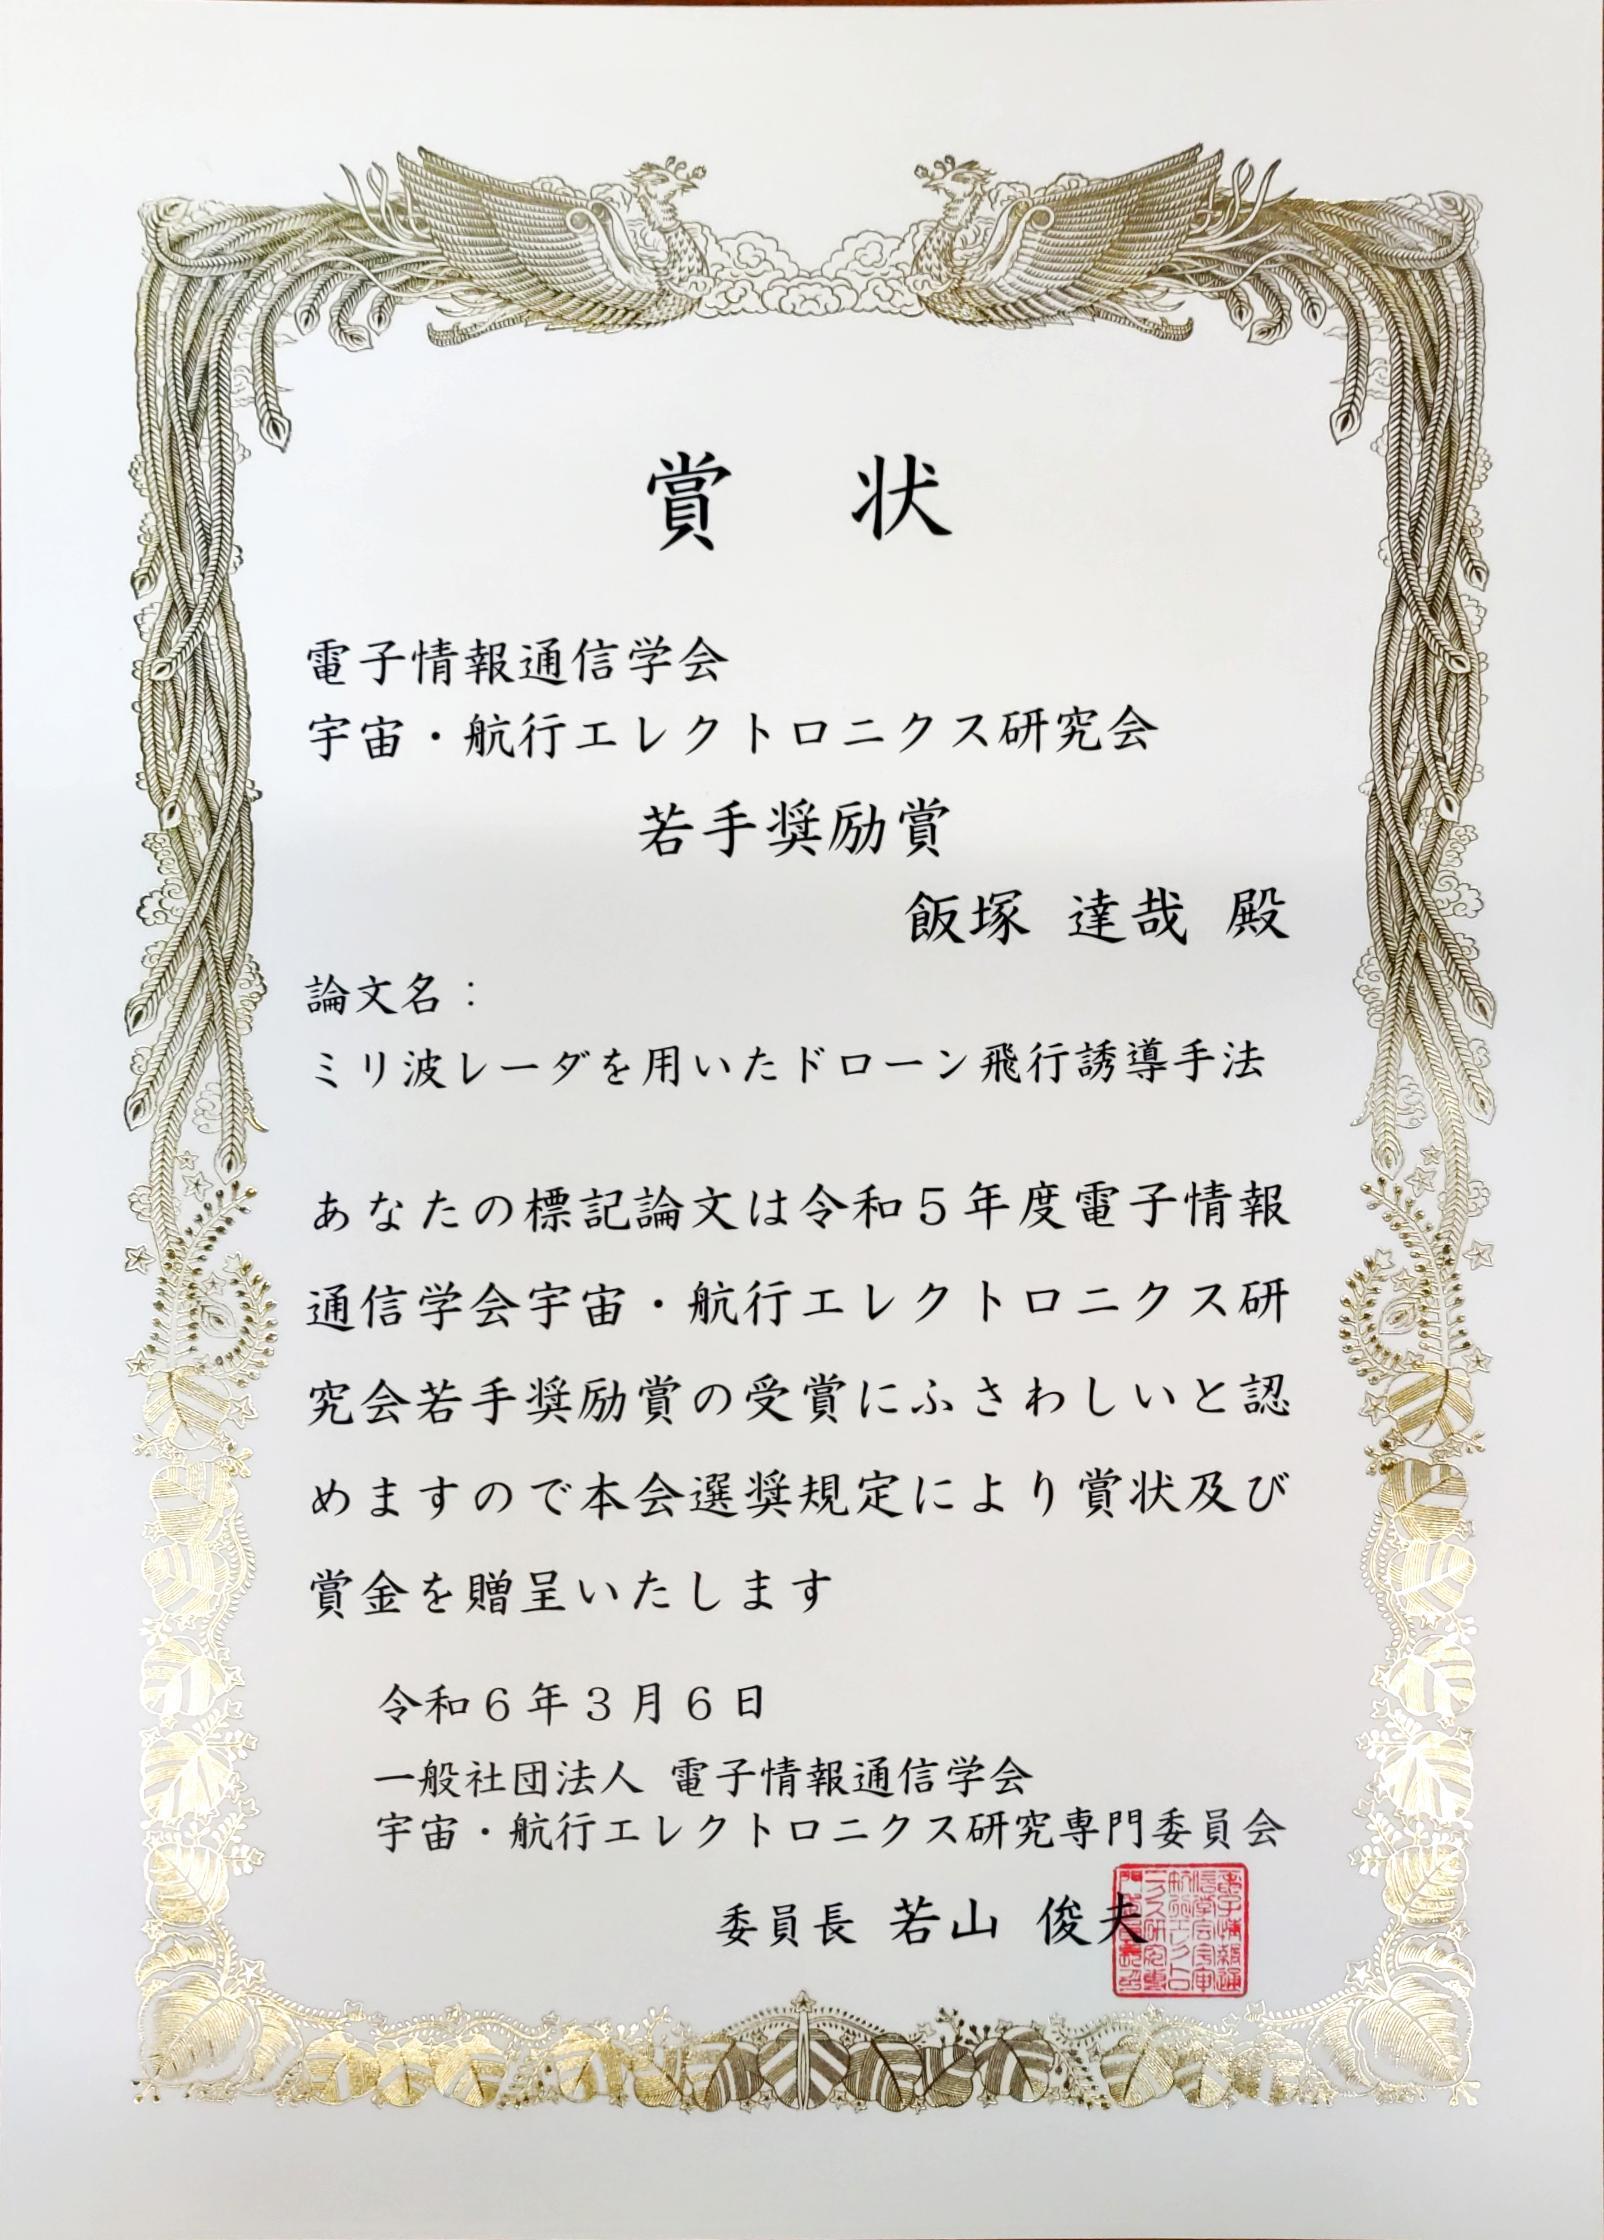 賞 状
電子情報通信学会
宇宙・航行エレクトロニクス研究会
若手奨励賞
飯塚 達哉 殿
論文名：
ミリ波レーダを用いたドローン飛行誘導手法
あなたの標記論文は令和５年度電子情報
通信学会宇宙・航行エレクトロニクス研
究会若手奨励賞の受賞にふさわしいと認
めますので本会選奨規定により賞状及び
賞金を贈呈いたします
令和６年３月６日
一般社団法人 電子情報通信学会
宇宙・航行エレクトロニクス研究専門委員会
委員長 若山 俊夫